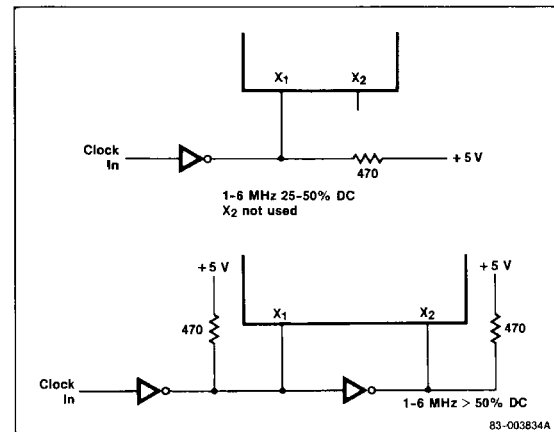 X1
X2
Clock
In
470
+5 V
1-6 MHz 25-50% DC
X2 not used
+5 V
+5 V
X1
X2
470
470
Clock
In
1-6 MHz > 50% DC
83-003834A